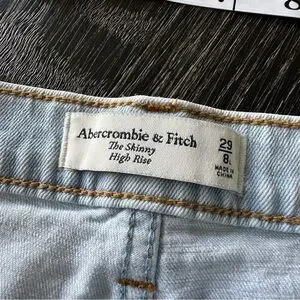 Abercrombie & Fitch
The Skinny
High Rise
29
8
MADE IN
CHINA